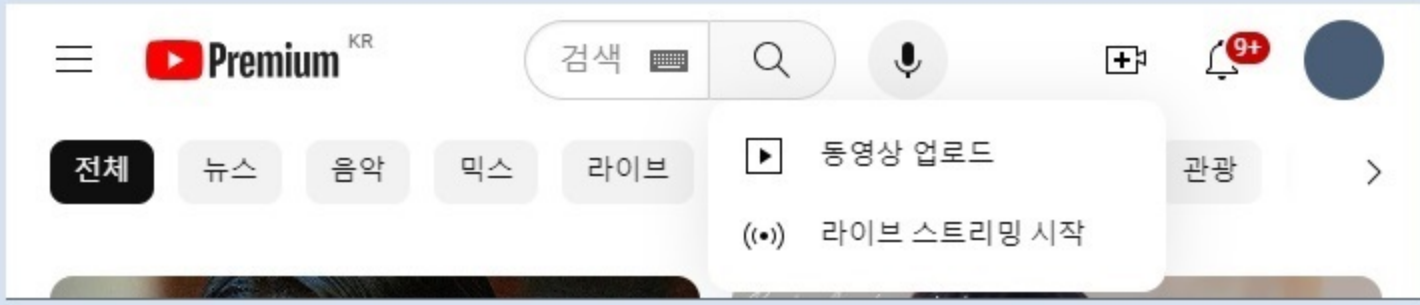 Premium KR
검색
9+
전체 뉴스 음악 믹스 라이브 관광
동영상 업로드
라이브 스트리밍 시작